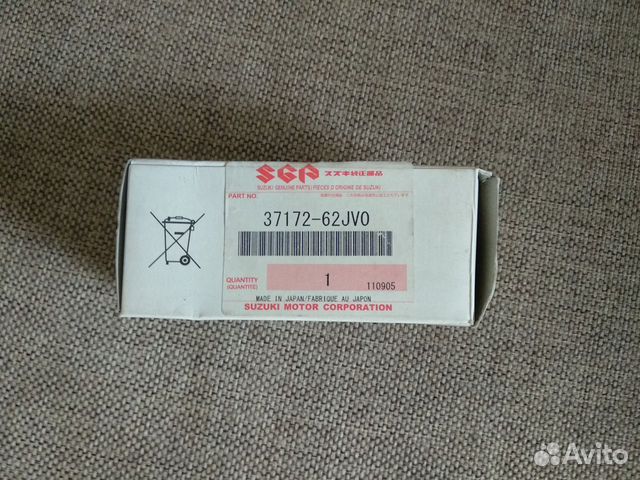 SGP スズキ純正部品
SUZUKI GENUINE PARTS/PIECES D'ORIGINE DE SUZUKI
PART NO.
37172-62JV0
QUANTITY
(QUANTITÉ)
1
110905
MADE IN JAPAN/FABRIQUE AU JAPON
SUZUKI MOTOR CORPORATION
Avito